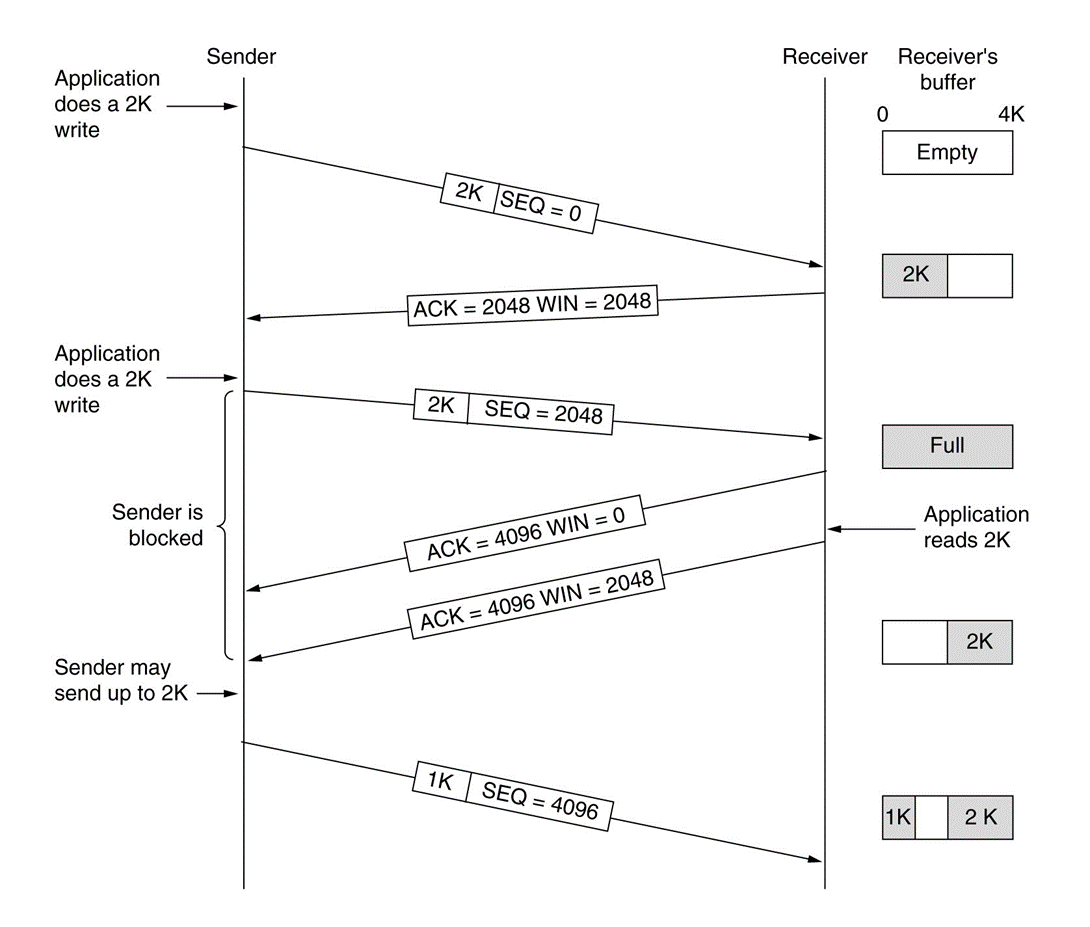 Sender
Receiver
Receiver's
buffer
Application
does a 2K
write
0
4K
Empty
2K
SEQ = 0
2K
ACK = 2048 WIN = 2048
Application
does a 2K
write
2K
SEQ = 2048
Full
Sender is
blocked
ACK = 4096 WIN = 0
Application
reads 2K
ACK = 4096 WIN = 2048
2K
Sender may
send up to 2K
1K
SEQ = 4096
1K
2 K